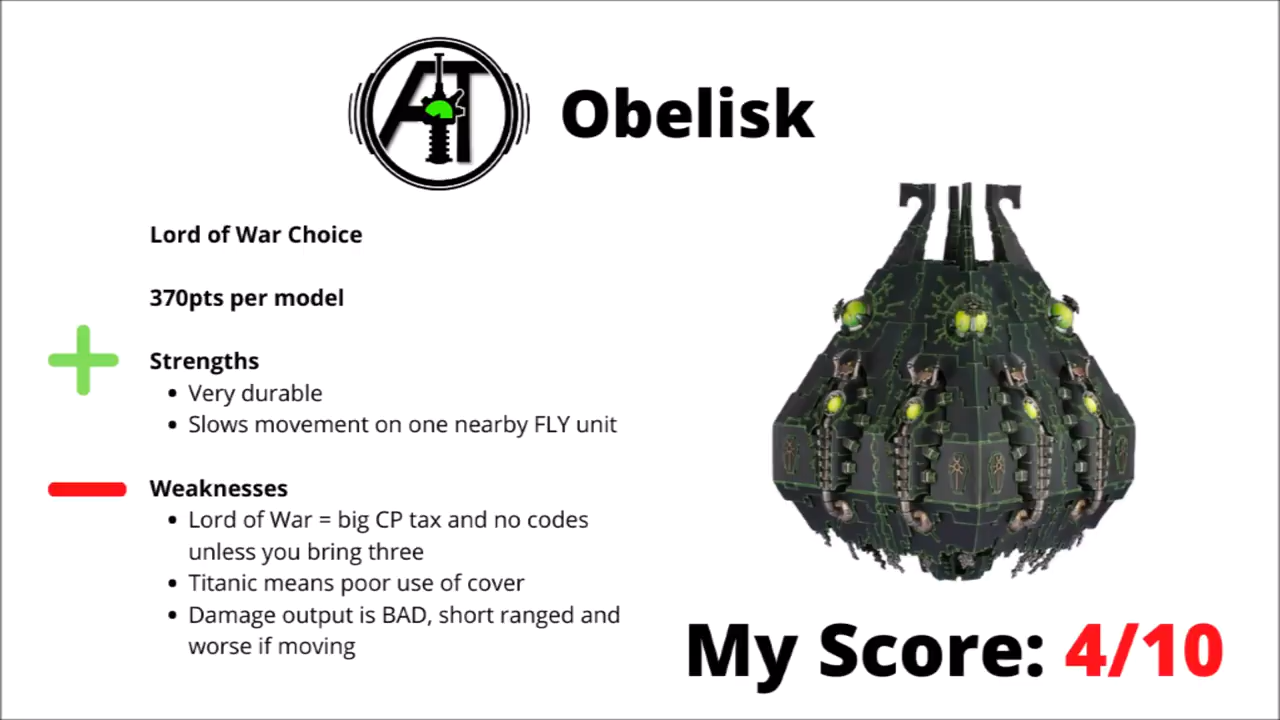 AT
Obelisk
Lord of War Choice
370pts per model
Strengths
• Very durable
• Slows movement on one nearby FLY unit
Weaknesses
• Lord of War = big CP tax and no codes
unless you bring three
• Titanic means poor use of cover
• Damage output is BAD, short ranged and
worse if moving
My Score: 4/10